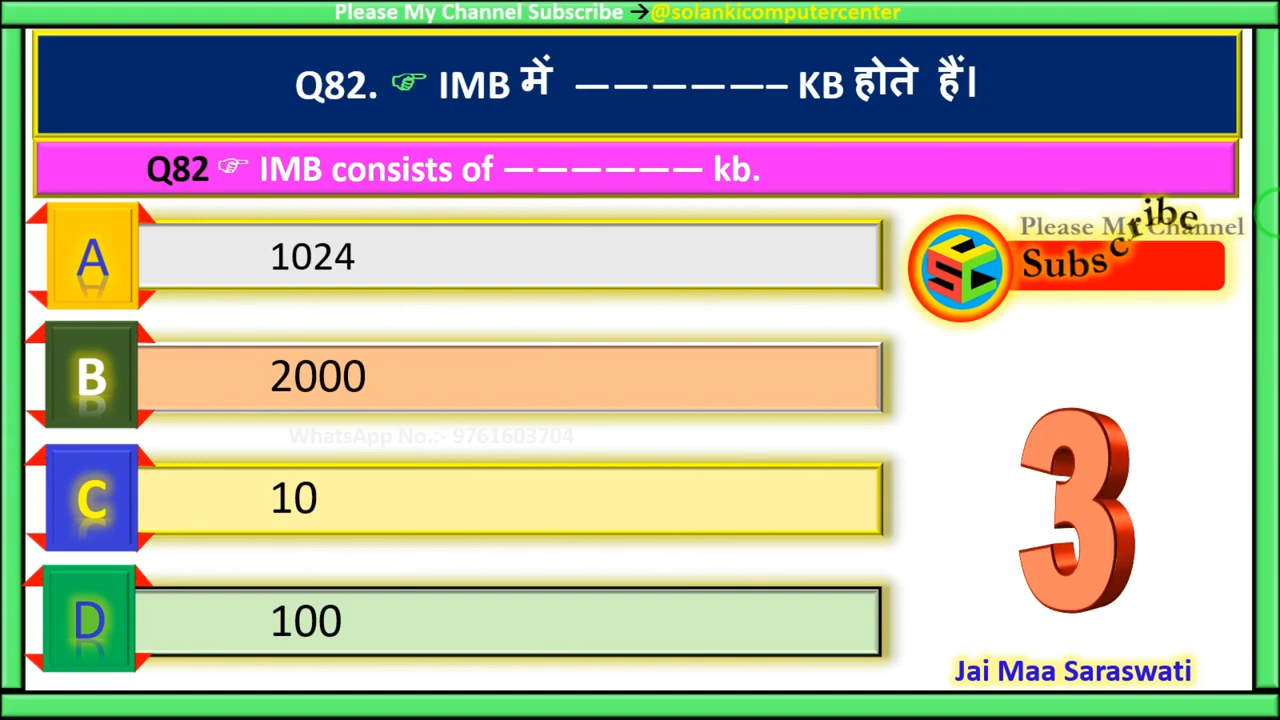 Please My Channel Subscribe →@solankicomputercenter
Q82. ☞ IMB में —————— KB होते हैं।
Q82 ☞ IMB consists of —————— kb.
A 1024
Please My Channel
Subscribe
B 2000
WhatsApp No.:- 9761603704
C 10
3
D 100
Jai Maa Saraswati